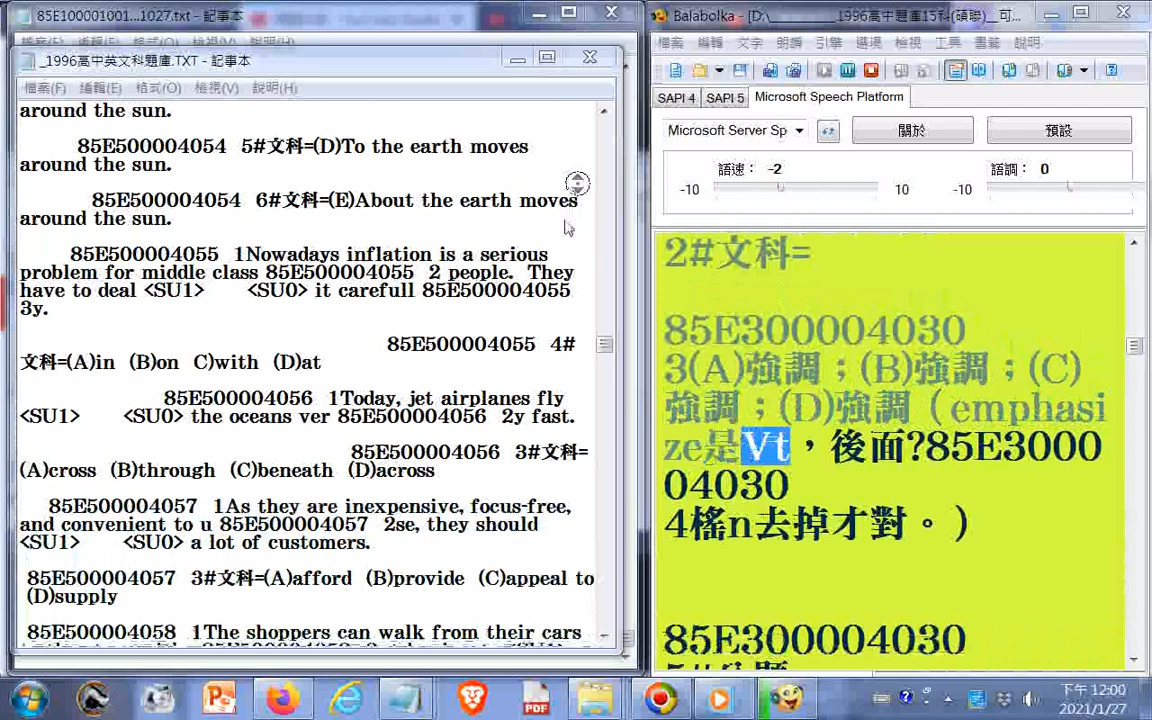 85E100001001...1027.txt - 記事本
_1996高中英文科題庫.TXT - 記事本
檔案(F) 編輯(E) 格式(O) 檢視(V) 說明(H)
around the sun.
85E500004054 5#文科=(D)To the earth moves
around the sun.
85E500004054 6#文科=(E)About the earth moves
around the sun.
85E500004055 1Nowadays inflation is a serious
problem for middle class 85E500004055 2 people. They
have to deal <SU1> <SU0> it carefull 85E500004055
3y.
85E500004055 4#
文科=(A)in (B)on C)with (D)at
85E500004056 1Today, jet airplanes fly
<SU1> <SU0> the oceans ver 85E500004056 2y fast.
85E500004056 3#文科=
(A)cross (B)through (C)beneath (D)across
85E500004057 1As they are inexpensive, focus-free,
and convenient to u 85E500004057 2se, they should
<SU1> <SU0> a lot of customers.
85E500004057 3#文科=(A)afford (B)provide (C)appeal to
(D)supply
85E500004058 1The shoppers can walk from their cars
Balabolka - [D:\ _1996高中題庫15科(碩聯)__可...
檔案 編輯 文字 朗讀 引擎 選項 檢視 工具 書籤 說明
SAPI 4 SAPI 5 Microsoft Speech Platform
Microsoft Server Sp 關於 預設
語速: -2 語調: 0
-10 10 -10
2#文科=
85E300004030
3(A)強調；(B)強調；(C)
強調；(D)強調（emphasi
ze是Vt，後面?85E3000
04030
4榣n去掉才對。)
85E300004030
PDF
下午 12:00
2021/1/27